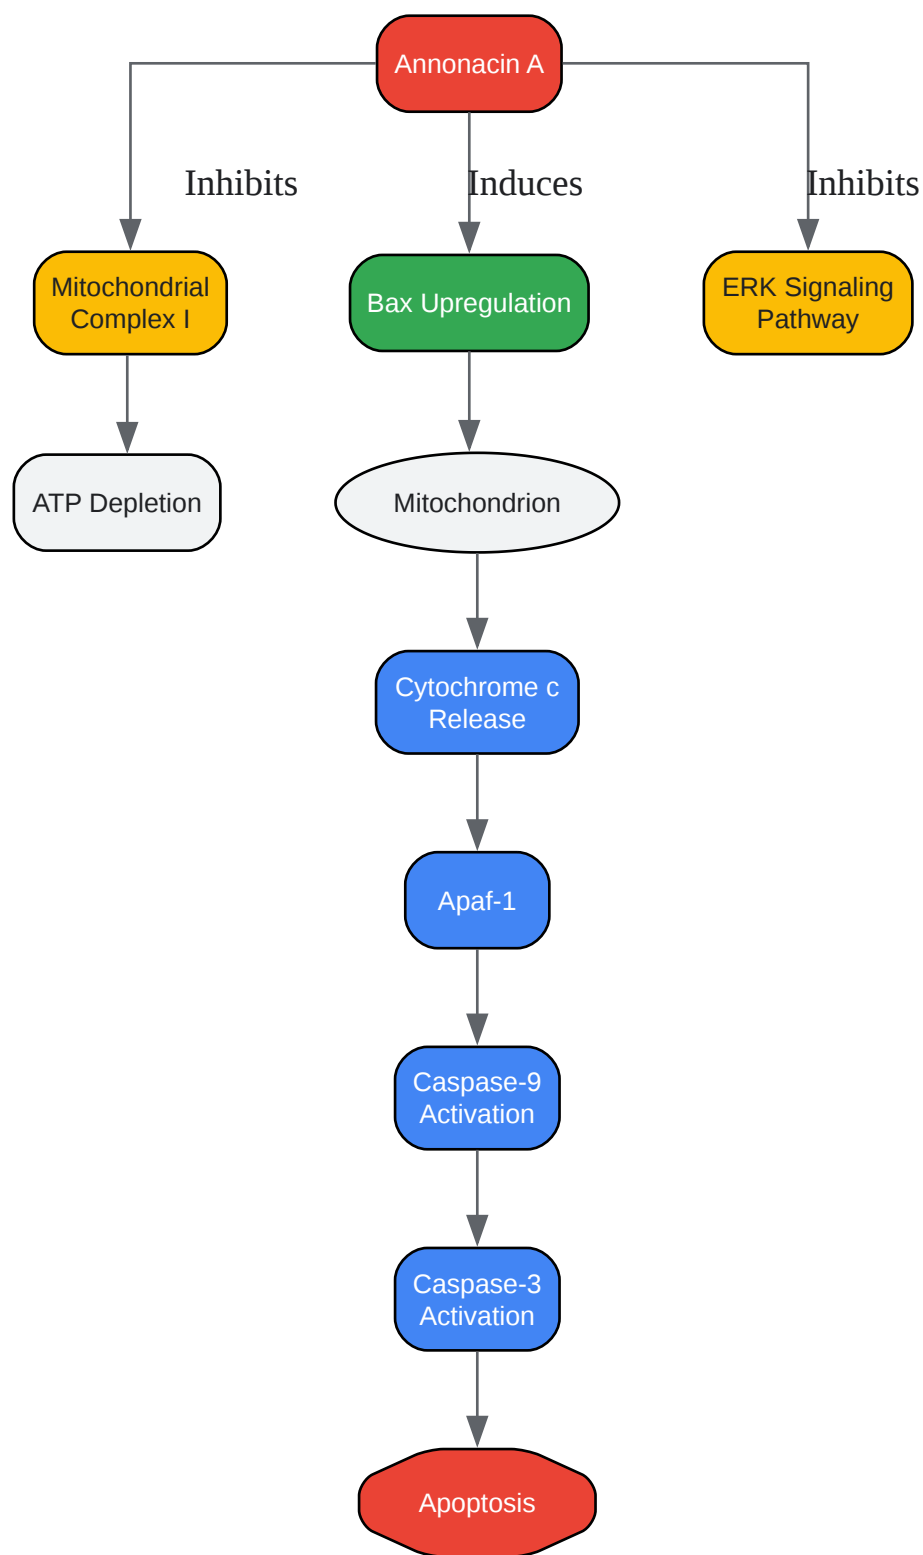 Annonacin A
Inhibits
Induces
Inhibits
Mitochondrial
Complex I
Bax Upregulation
ERK Signaling
Pathway
ATP Depletion
Mitochondrion
Cytochrome c
Release
Apaf-1
Caspase-9
Activation
Caspase-3
Activation
Apoptosis